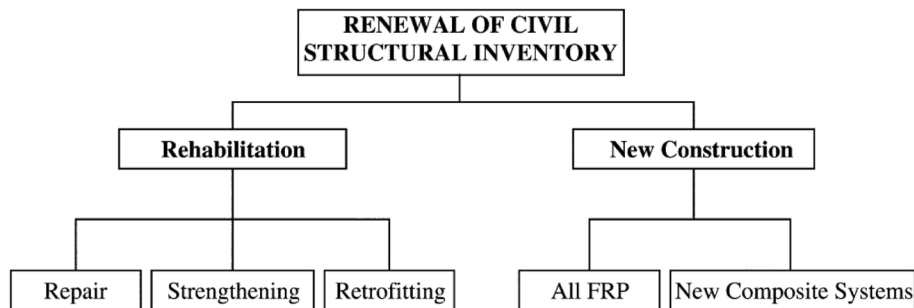 RENEWAL OF CIVIL
STRUCTURAL INVENTORY
Rehabilitation
New Construction
Repair
Strengthening
Retrofitting
All FRP
New Composite Systems